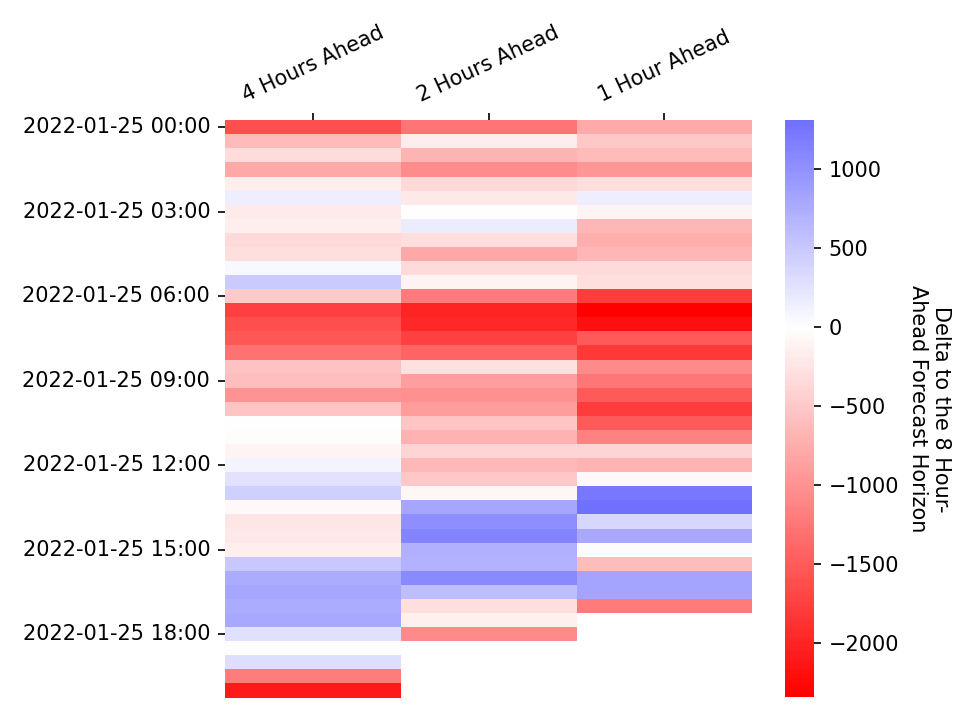 4 Hours Ahead
2 Hours Ahead
1 Hour Ahead
2022-01-25 00:00
2022-01-25 03:00
2022-01-25 06:00
2022-01-25 09:00
2022-01-25 12:00
2022-01-25 15:00
2022-01-25 18:00
1000
500
0
−500
−1000
−1500
−2000
Delta to the 8 Hour-
Ahead Forecast Horizon